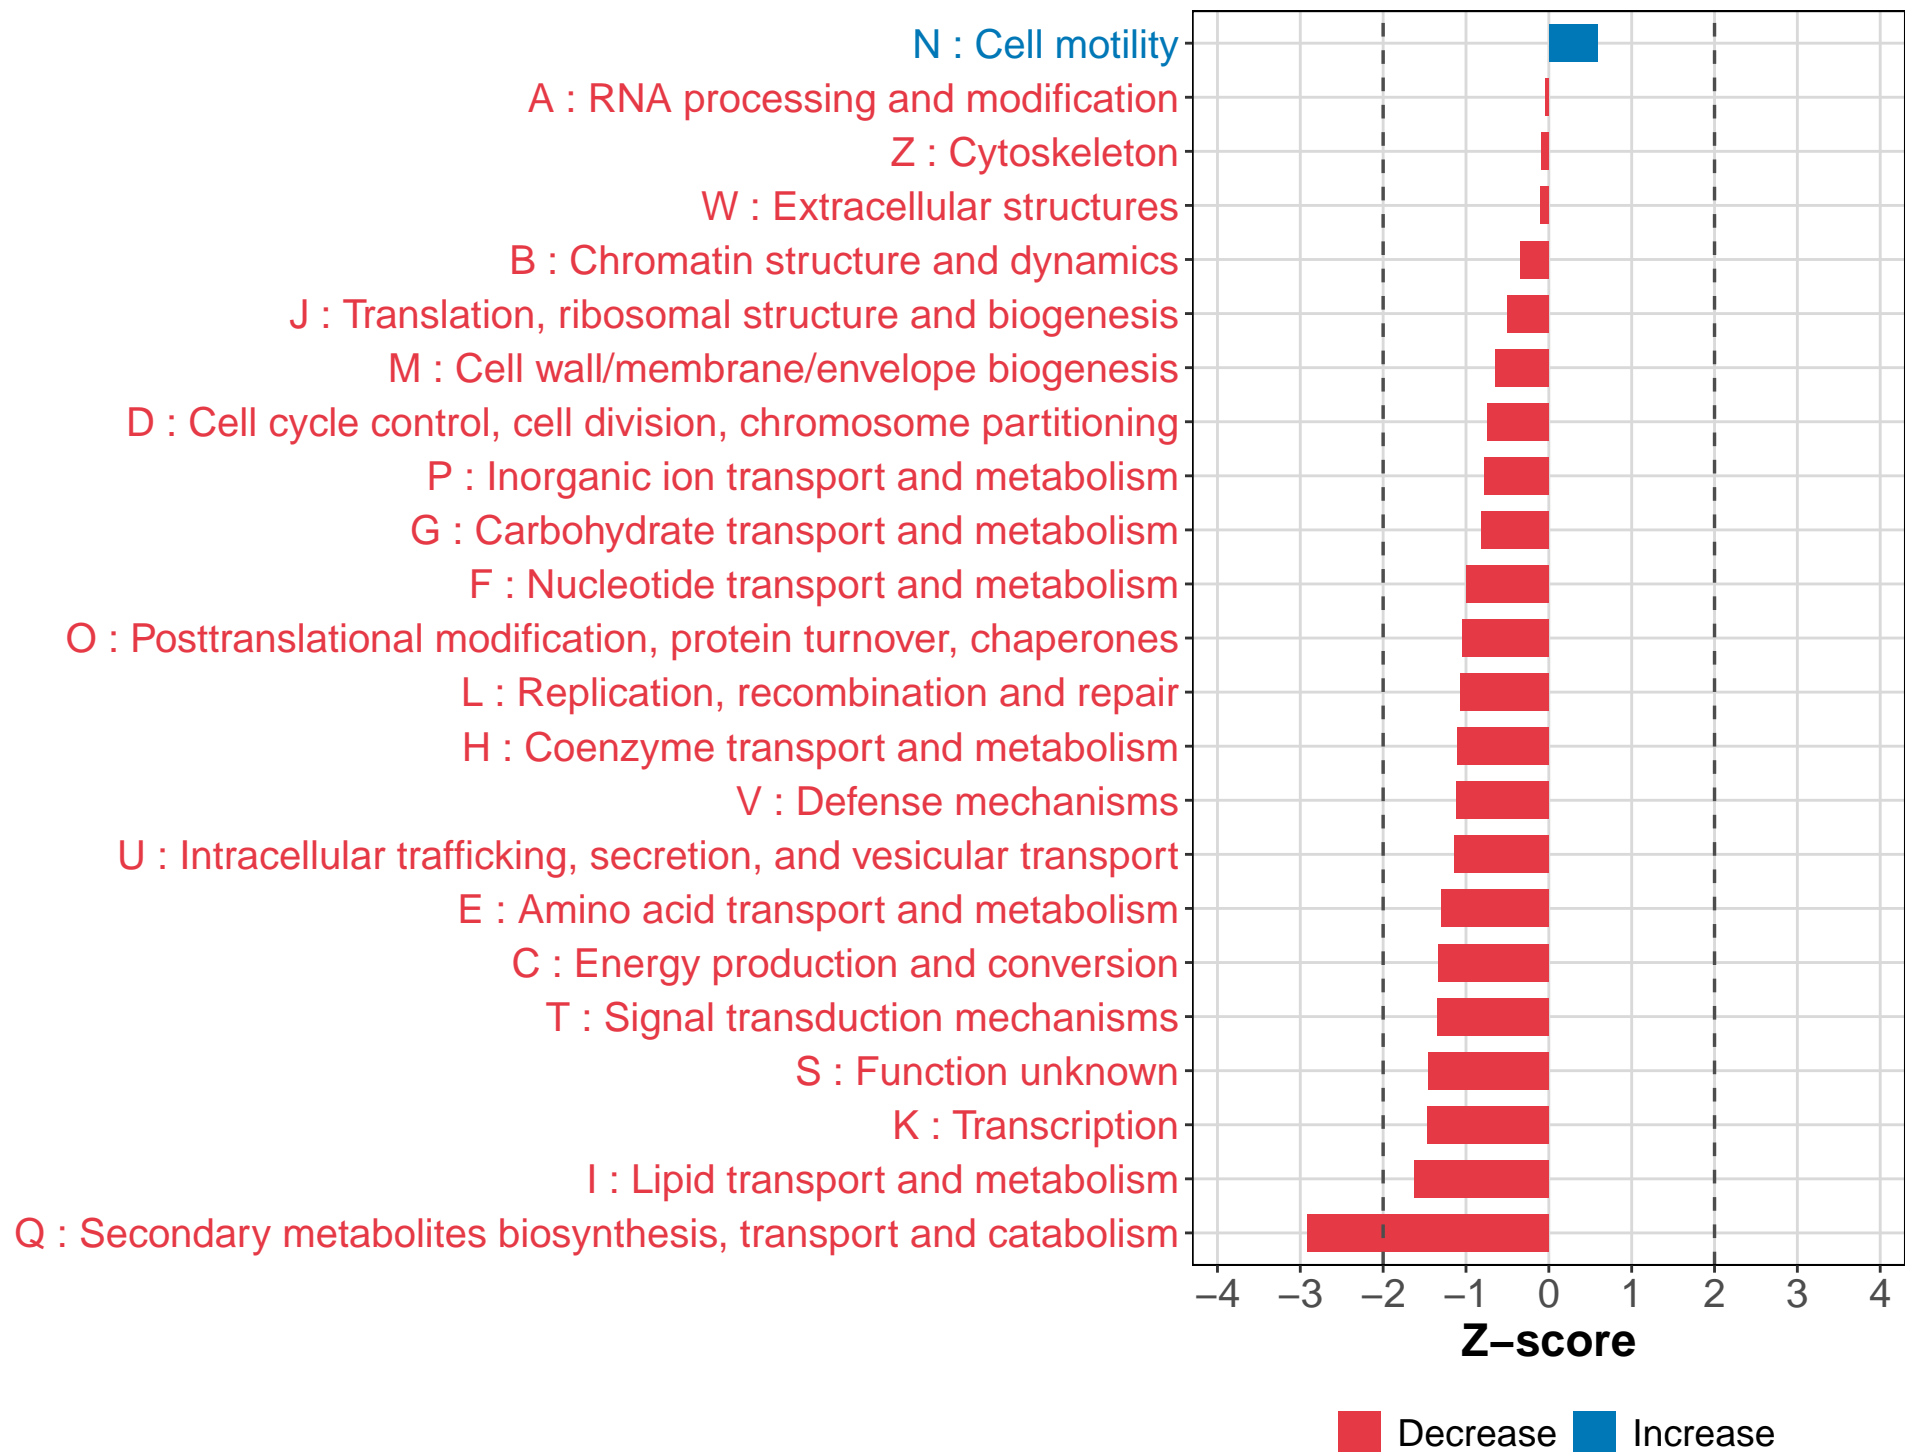 N : Cell motility
A : RNA processing and modification
Z : Cytoskeleton
W : Extracellular structures
B : Chromatin structure and dynamics
J : Translation, ribosomal structure and biogenesis
M : Cell wall/membrane/envelope biogenesis
D : Cell cycle control, cell division, chromosome partitioning
P : Inorganic ion transport and metabolism
G : Carbohydrate transport and metabolism
F : Nucleotide transport and metabolism
O : Posttranslational modification, protein turnover, chaperones
L : Replication, recombination and repair
H : Coenzyme transport and metabolism
V : Defense mechanisms
U : Intracellular trafficking, secretion, and vesicular transport
E : Amino acid transport and metabolism
C : Energy production and conversion
T : Signal transduction mechanisms
S : Function unknown
K : Transcription
I : Lipid transport and metabolism
Q : Secondary metabolites biosynthesis, transport and catabolism
−4 −3 −2 −1 0 1 2 3 4
Z−score
Decrease Increase